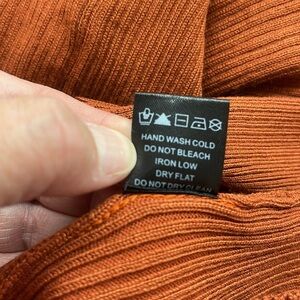 HAND WASH COLD
DO NOT BLEACH
IRON LOW
DRY FLAT
DO NOT DRY CLEAN